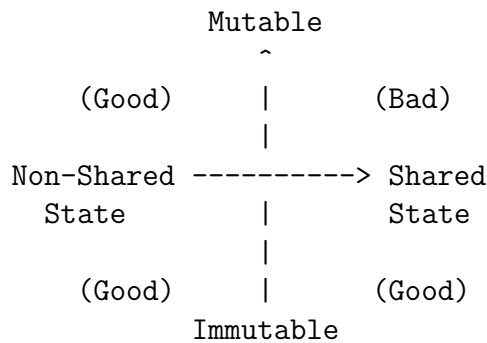 Mutable
^
(Good) | (Bad)
|
Non-Shared ----------> Shared
State | State
|
(Good) | (Good)
Immutable